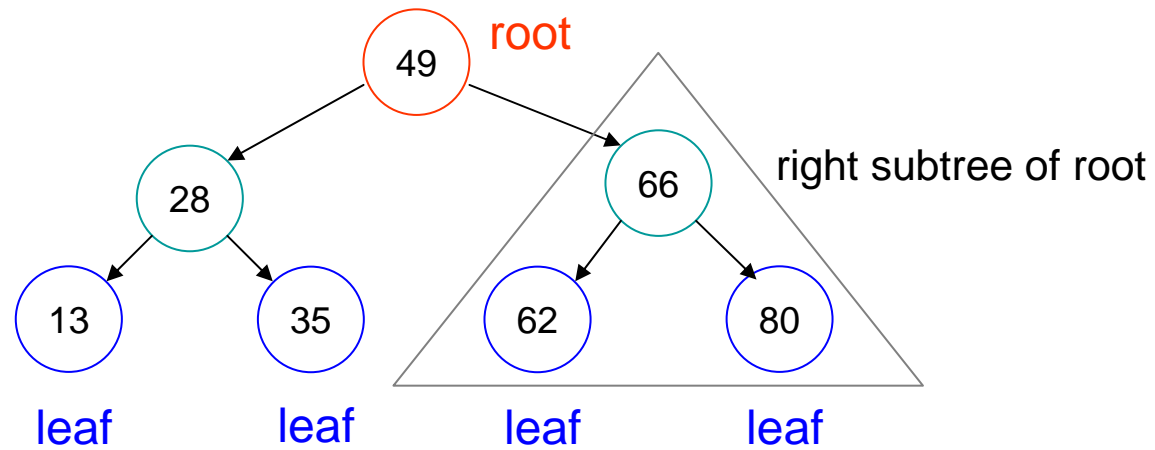 root
49
right subtree of root
28
66
13
35
62
80
leaf
leaf
leaf
leaf